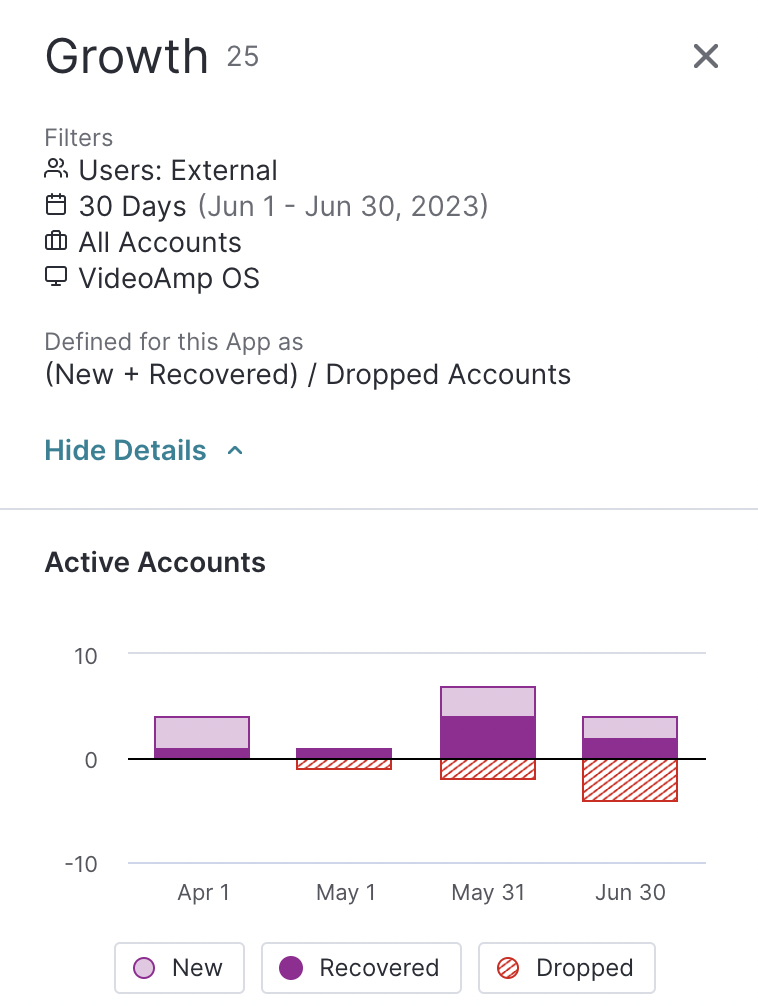 Growth 25
Filters
Users: External
30 Days (Jun 1 - Jun 30, 2023)
All Accounts
VideoAmp OS
Defined for this App as
(New + Recovered) / Dropped Accounts
Hide Details
Active Accounts
10
0
-10
Apr 1 May 1 May 31 Jun 30
New Recovered Dropped